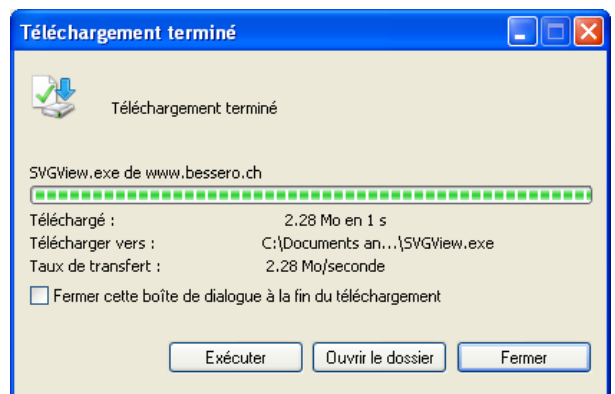 Téléchargement terminé
Téléchargement terminé
SVGView.exe de www.bessero.ch
Téléchargé : 2.28 Mo en 1 s
Télécharger vers : C:\Documents an...\SVGView.exe
Taux de transfert : 2.28 Mo/seconde
Fermer cette boîte de dialogue à la fin du téléchargement
Exécuter Ouvrir le dossier Fermer